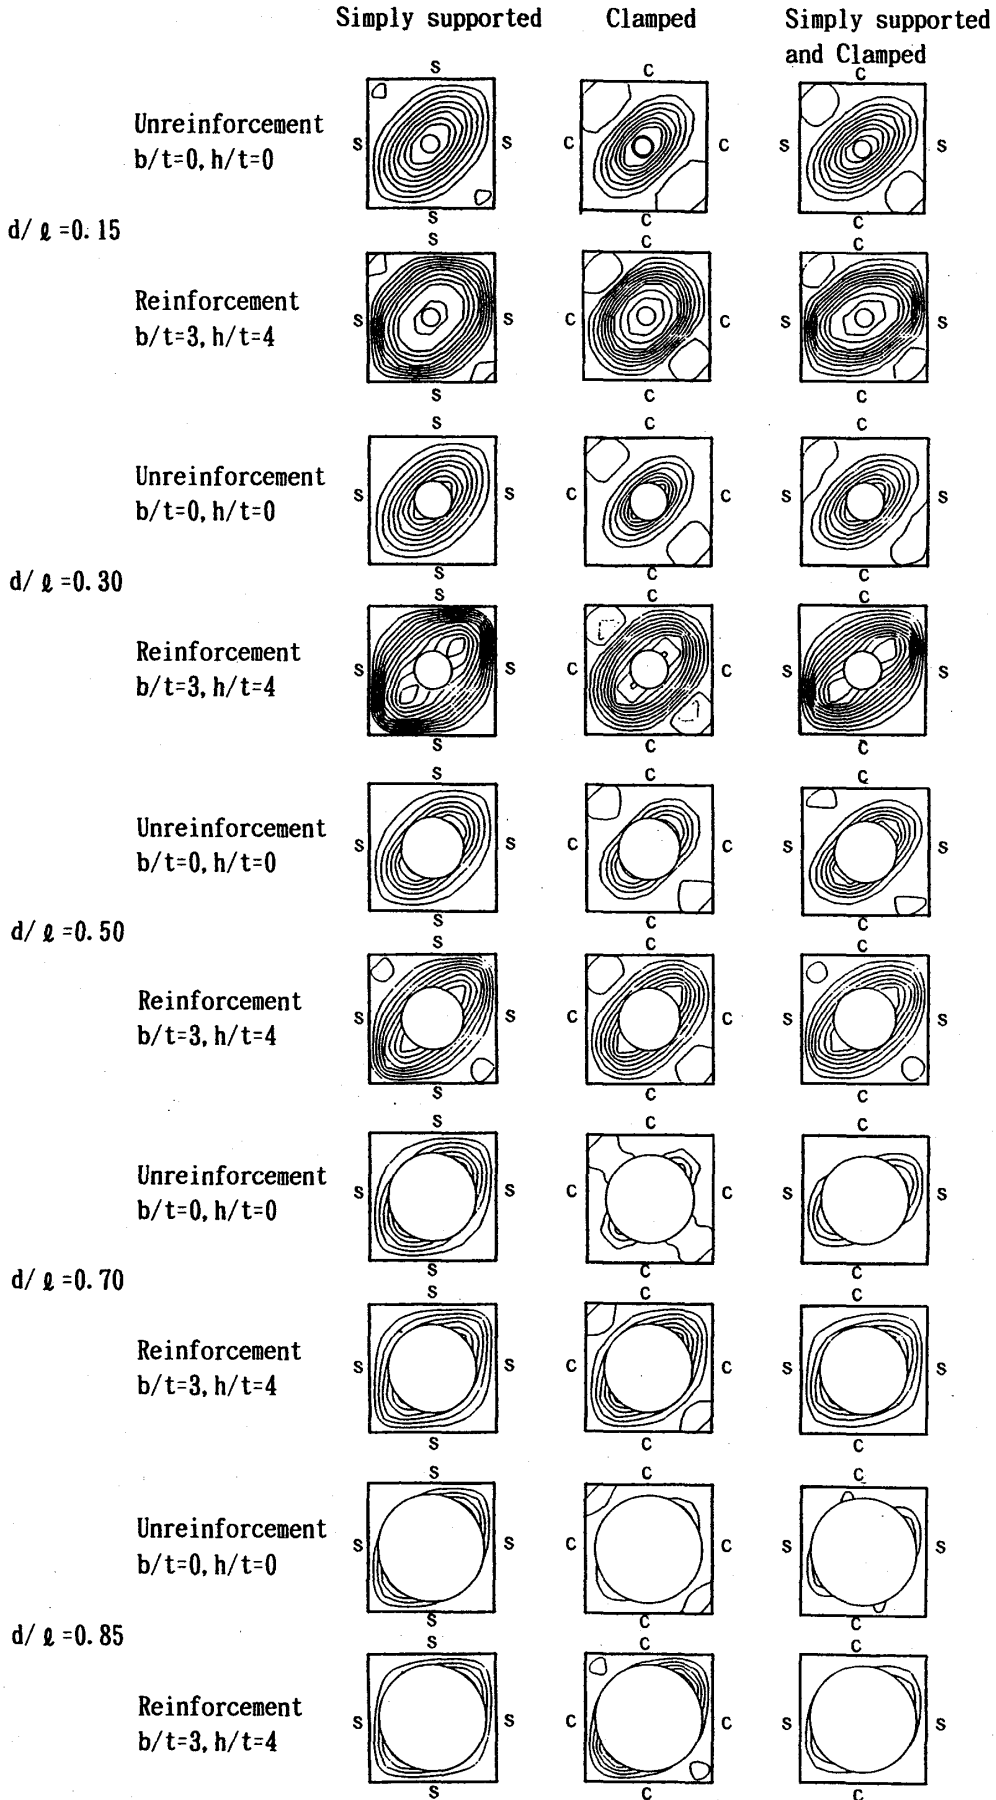 Simply supported
Clamped
Simply supported
and Clamped
S
C
C
Unreinforcement
b/t=0, h/t=0
S
S
C
C
S
S
S
C
C
d/ ℓ =0.15
S
C
C
Reinforcement
b/t=3, h/t=4
S
S
C
C
S
S
S
C
C
S
C
C
Unreinforcement
b/t=0, h/t=0
S
S
C
C
S
S
S
C
C
d/ ℓ =0.30
S
C
C
Reinforcement
b/t=3, h/t=4
S
S
C
C
S
S
S
C
C
S
C
C
Unreinforcement
b/t=0, h/t=0
S
S
C
C
S
S
S
C
C
d/ ℓ =0.50
S
C
C
Reinforcement
b/t=3, h/t=4
S
S
C
C
S
S
S
C
C
S
C
C
Unreinforcement
b/t=0, h/t=0
S
S
C
C
S
S
S
C
C
d/ ℓ =0.70
S
C
C
Reinforcement
b/t=3, h/t=4
S
S
C
C
S
S
S
C
C
S
C
C
Unreinforcement
b/t=0, h/t=0
S
S
C
C
S
S
S
C
C
d/ ℓ =0.85
S
C
C
Reinforcement
b/t=3, h/t=4
S
S
C
C
S
S
S
C
C